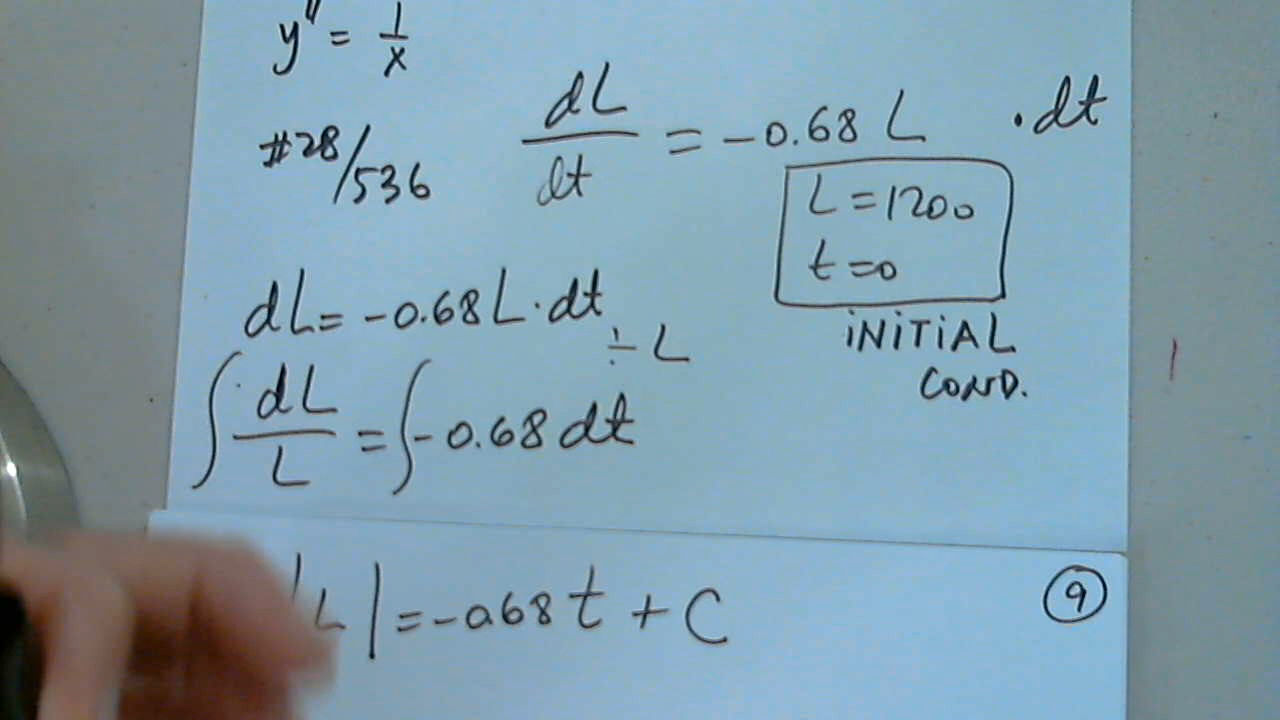 y" = 1/x
#28/536 dL/dt = -0.68 L · dt
L = 1200
t = 0
INITIAL
COND.
dL = -0.68 L · dt
÷ L
∫ dL/L = ∫ -0.68 dt
|L| = -0.68 t + C
9